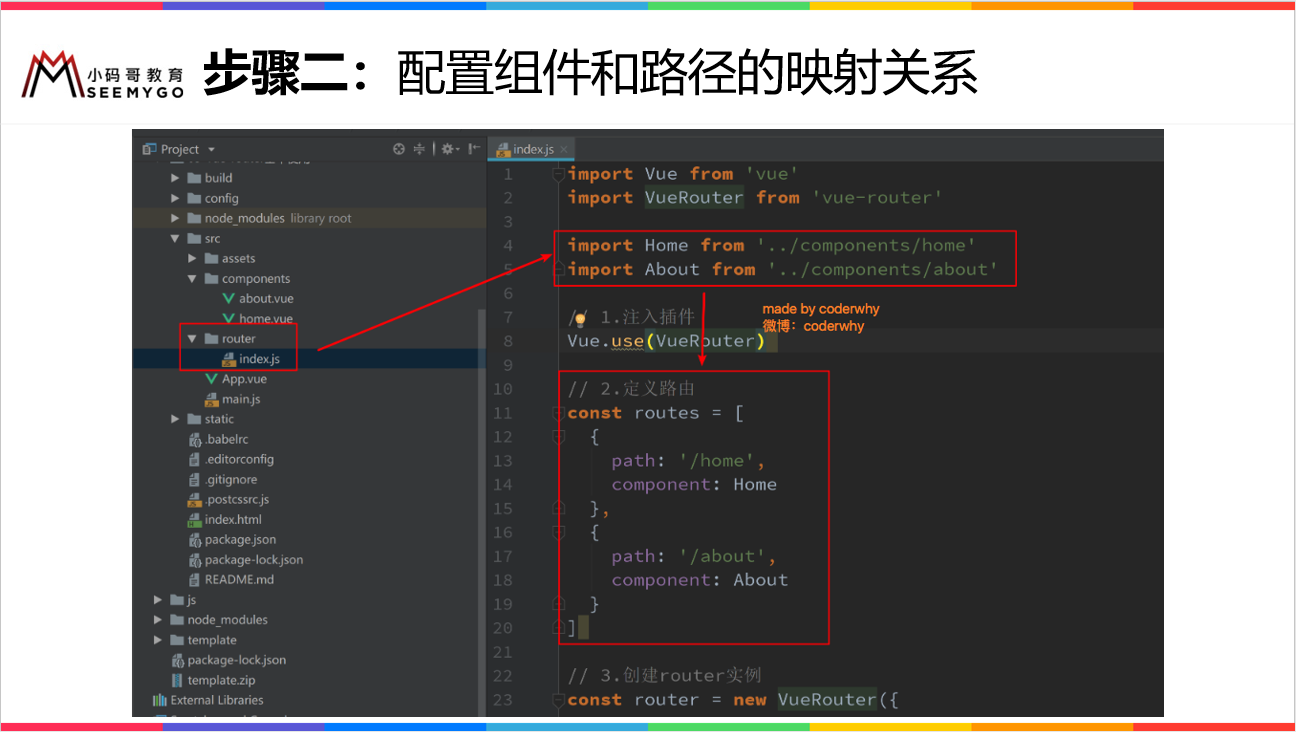 小码哥教育
SEEMYGO
步骤二：配置组件和路径的映射关系
Project
build
config
node_modules library root
src
assets
components
about.vue
home.vue
router
index.js
App.vue
main.js
static
.babelrc
.editorconfig
.gitignore
.postcssrc.js
index.html
package.json
package-lock.json
README.md
js
node_modules
template
package-lock.json
template.zip
External Libraries
index.js
1 import Vue from 'vue'
2 import VueRouter from 'vue-router'
3
4 import Home from '../components/home'
5 import About from '../components/about'
6
7 // 1.注入插件
8 Vue.use(VueRouter)
9
10 // 2.定义路由
11 const routes = [
12 {
13 path: '/home',
14 component: Home
15 },
16 {
17 path: '/about',
18 component: About
19 }
20 ]
21
22 // 3.创建router实例
23 const router = new VueRouter({
made by coderwhy
微博：coderwhy